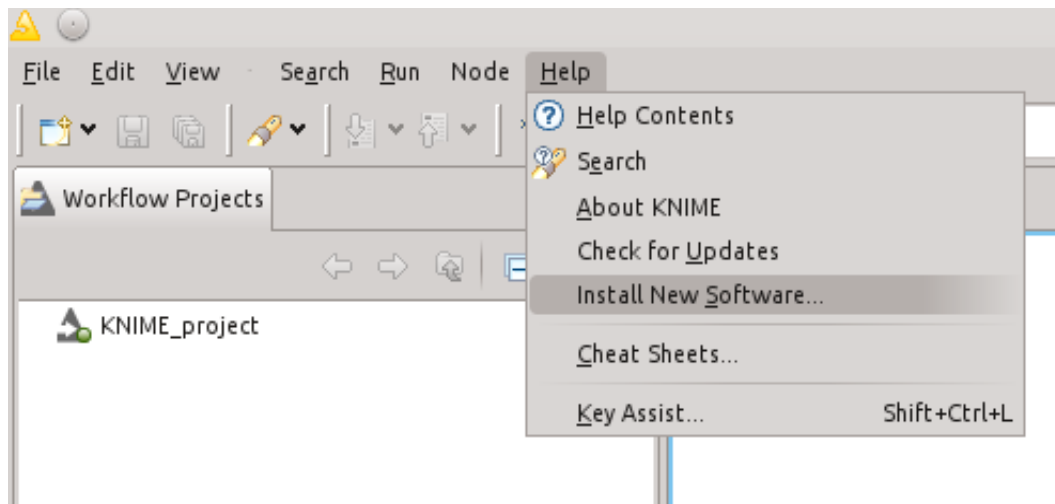 File Edit View Search Run Node Help
Help Contents
Search
About KNIME
Check for Updates
Install New Software...
Cheat Sheets...
Key Assist... Shift+Ctrl+L
Workflow Projects
KNIME_project